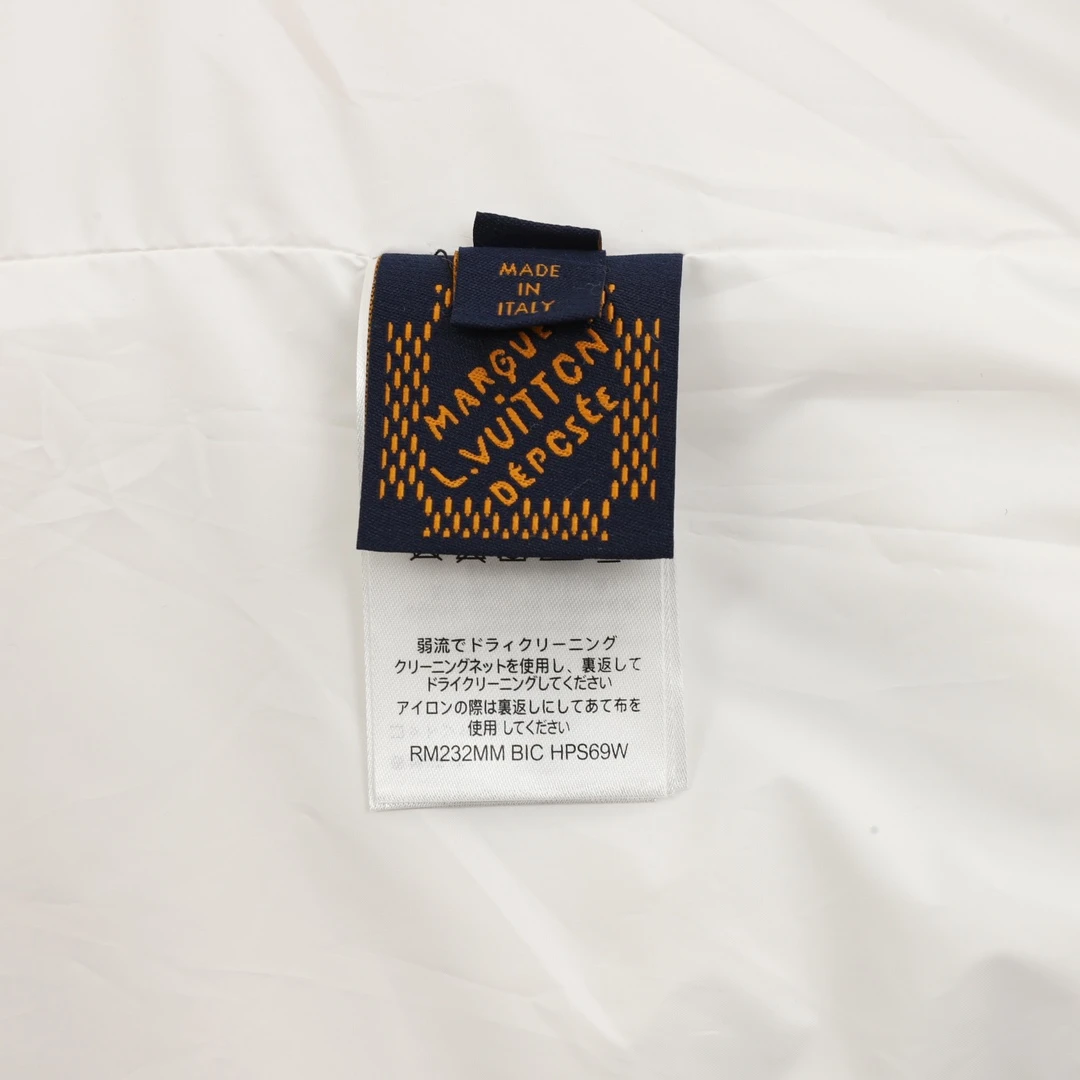 MADE
IN
ITALY
MARQUE
L.VUITTON
DÉPOSÉE
弱流でドライクリーニング
クリーニングネットを使用し、裏返して
ドライクリーニングしてください
アイロンの際は裏返しにしてあて布を
使用 してください
RM232MM BIC HPS69W